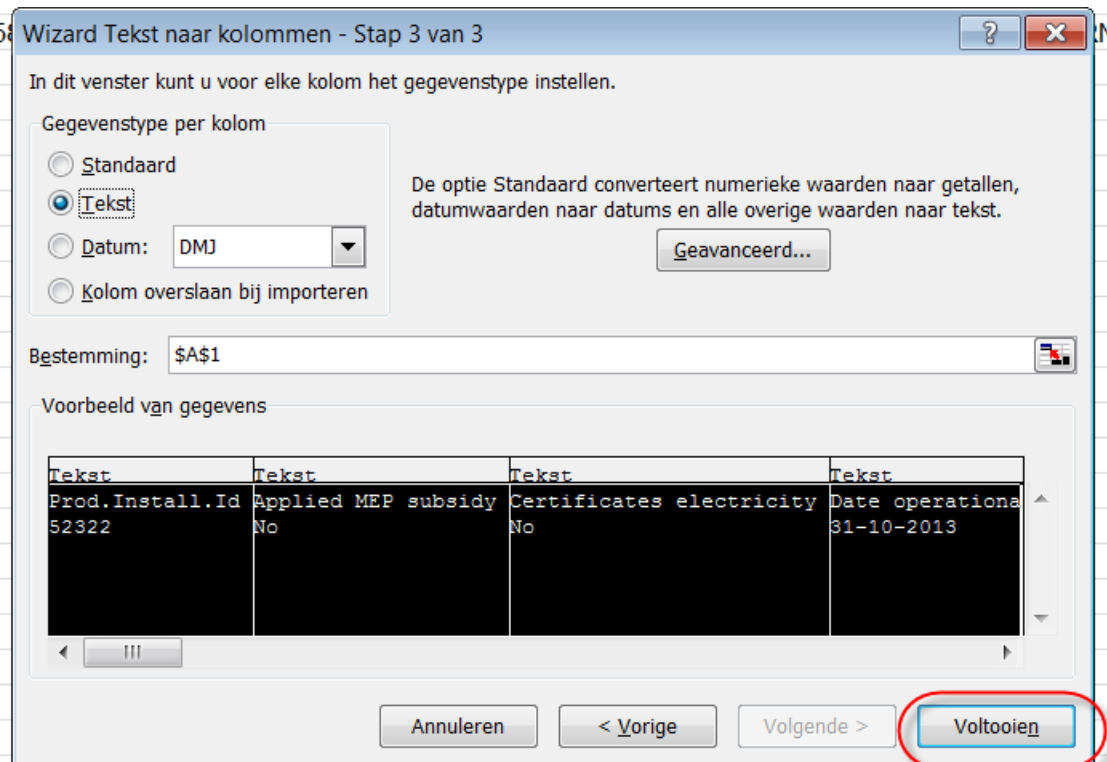 Wizard Tekst naar kolommen - Stap 3 van 3
In dit venster kunt u voor elke kolom het gegevenstype instellen.
Gegevenstype per kolom
Standaard
Tekst
Datum: DMJ
Kolom overslaan bij importeren
De optie Standaard converteert numerieke waarden naar getallen,
datumwaarden naar datums en alle overige waarden naar tekst.
Geavanceerd...
Bestemming: $A$1
Voorbeeld van gegevens
Tekst Tekst Tekst Tekst
Prod.Install.Id Applied MEP subsidy Certificates electricity Date operationa
52322 No No 31-10-2013
Annuleren < Vorige Volgende > Voltooien